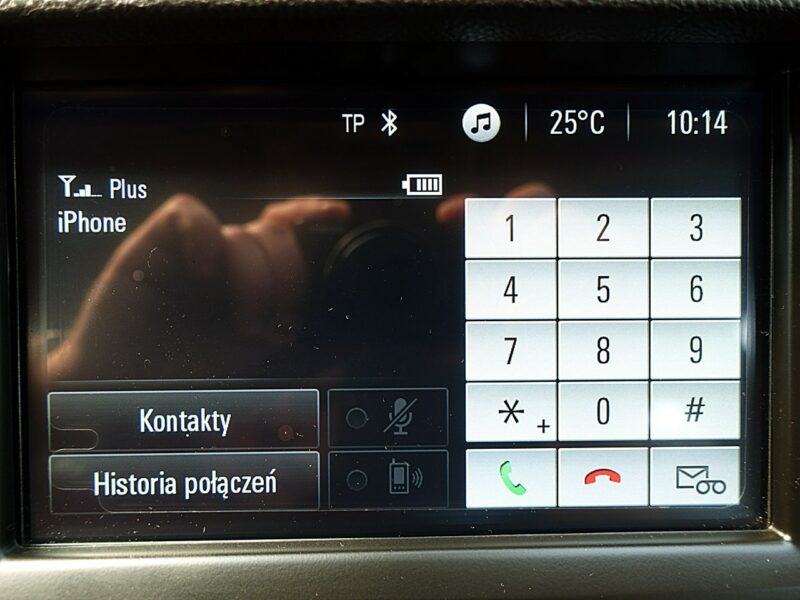 TP 25°C 10:14
Plus
iPhone
1 2 3
4 5 6
7 8 9
* + 0 #
Kontakty
Historia połączeń